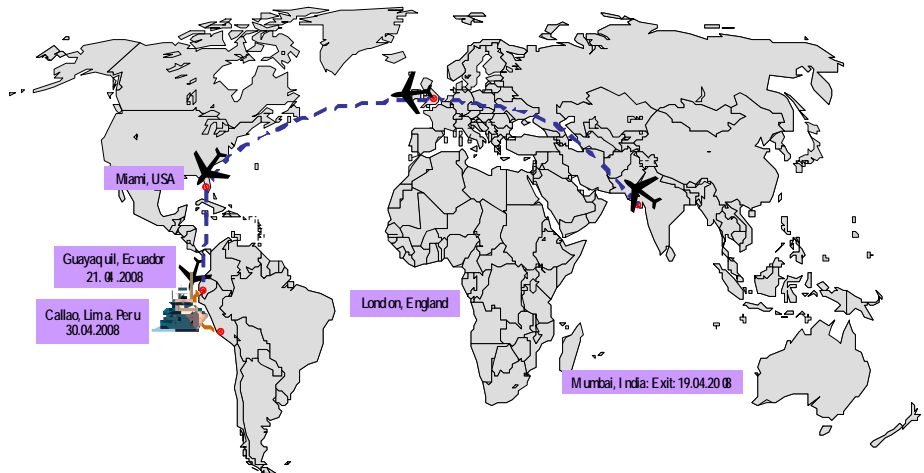 Miami, USA
Guayaquil, Ecuador
21.04.2008
Callao, Lima. Peru
30.04.2008
London, England
Mumbai, India: Exit: 19.04.2008